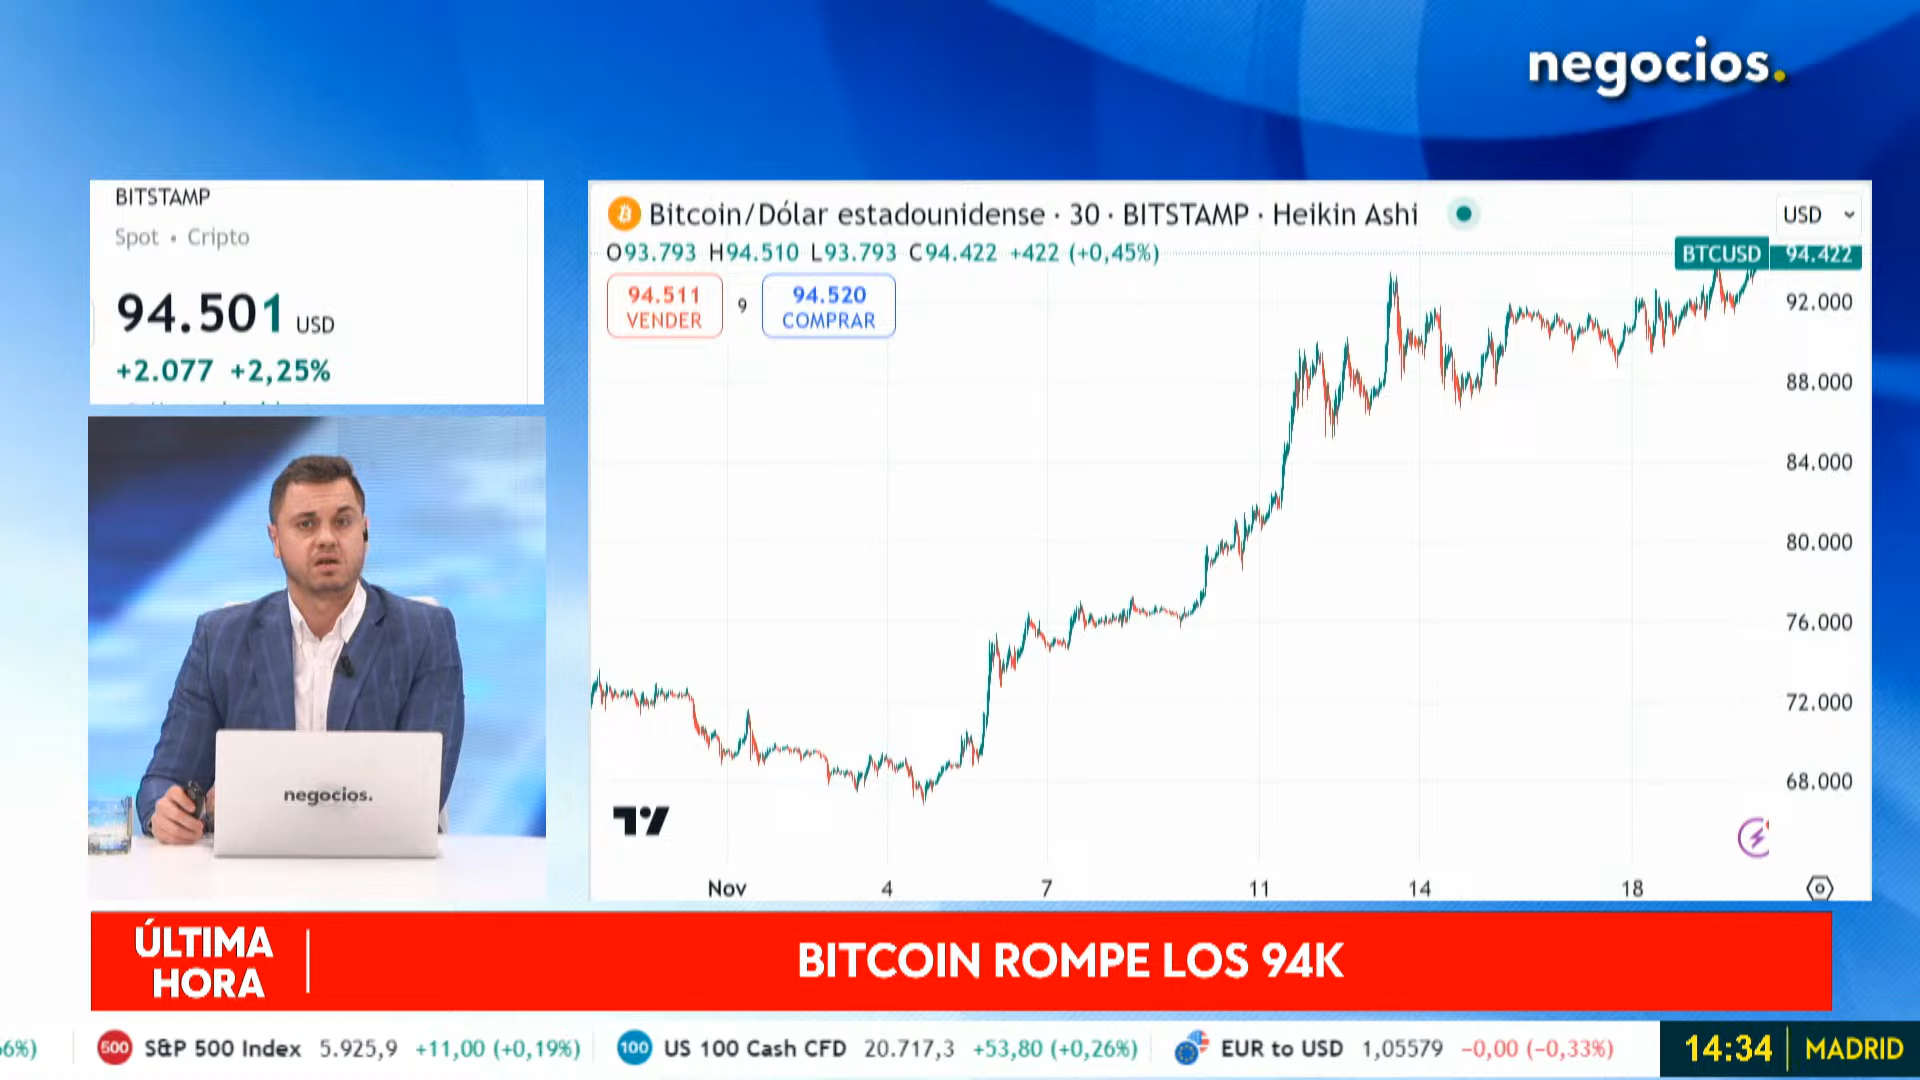 negocios.
BITSTAMP
Spot • Cripto
94.501 USD
+2.077 +2,25%
Bitcoin/Dólar estadounidense · 30 · BITSTAMP · Heikin Ashi
USD
O93.793 H94.510 L93.793 C94.422 +422 (+0,45%)
BTCUSD 94.422
94.511
VENDER
9
94.520
COMPRAR
92.000
88.000
84.000
80.000
76.000
72.000
68.000
Nov 4 7 11 14 18
negocios.
ÚLTIMA
HORA
BITCOIN ROMPE LOS 94K
6%) 500 S&P 500 Index 5.925,9 +11,00 (+0,19%) 100 US 100 Cash CFD 20.717,3 +53,80 (+0,26%) EUR to USD 1,05579 −0,00 (−0,33%)
14:34 MADRID